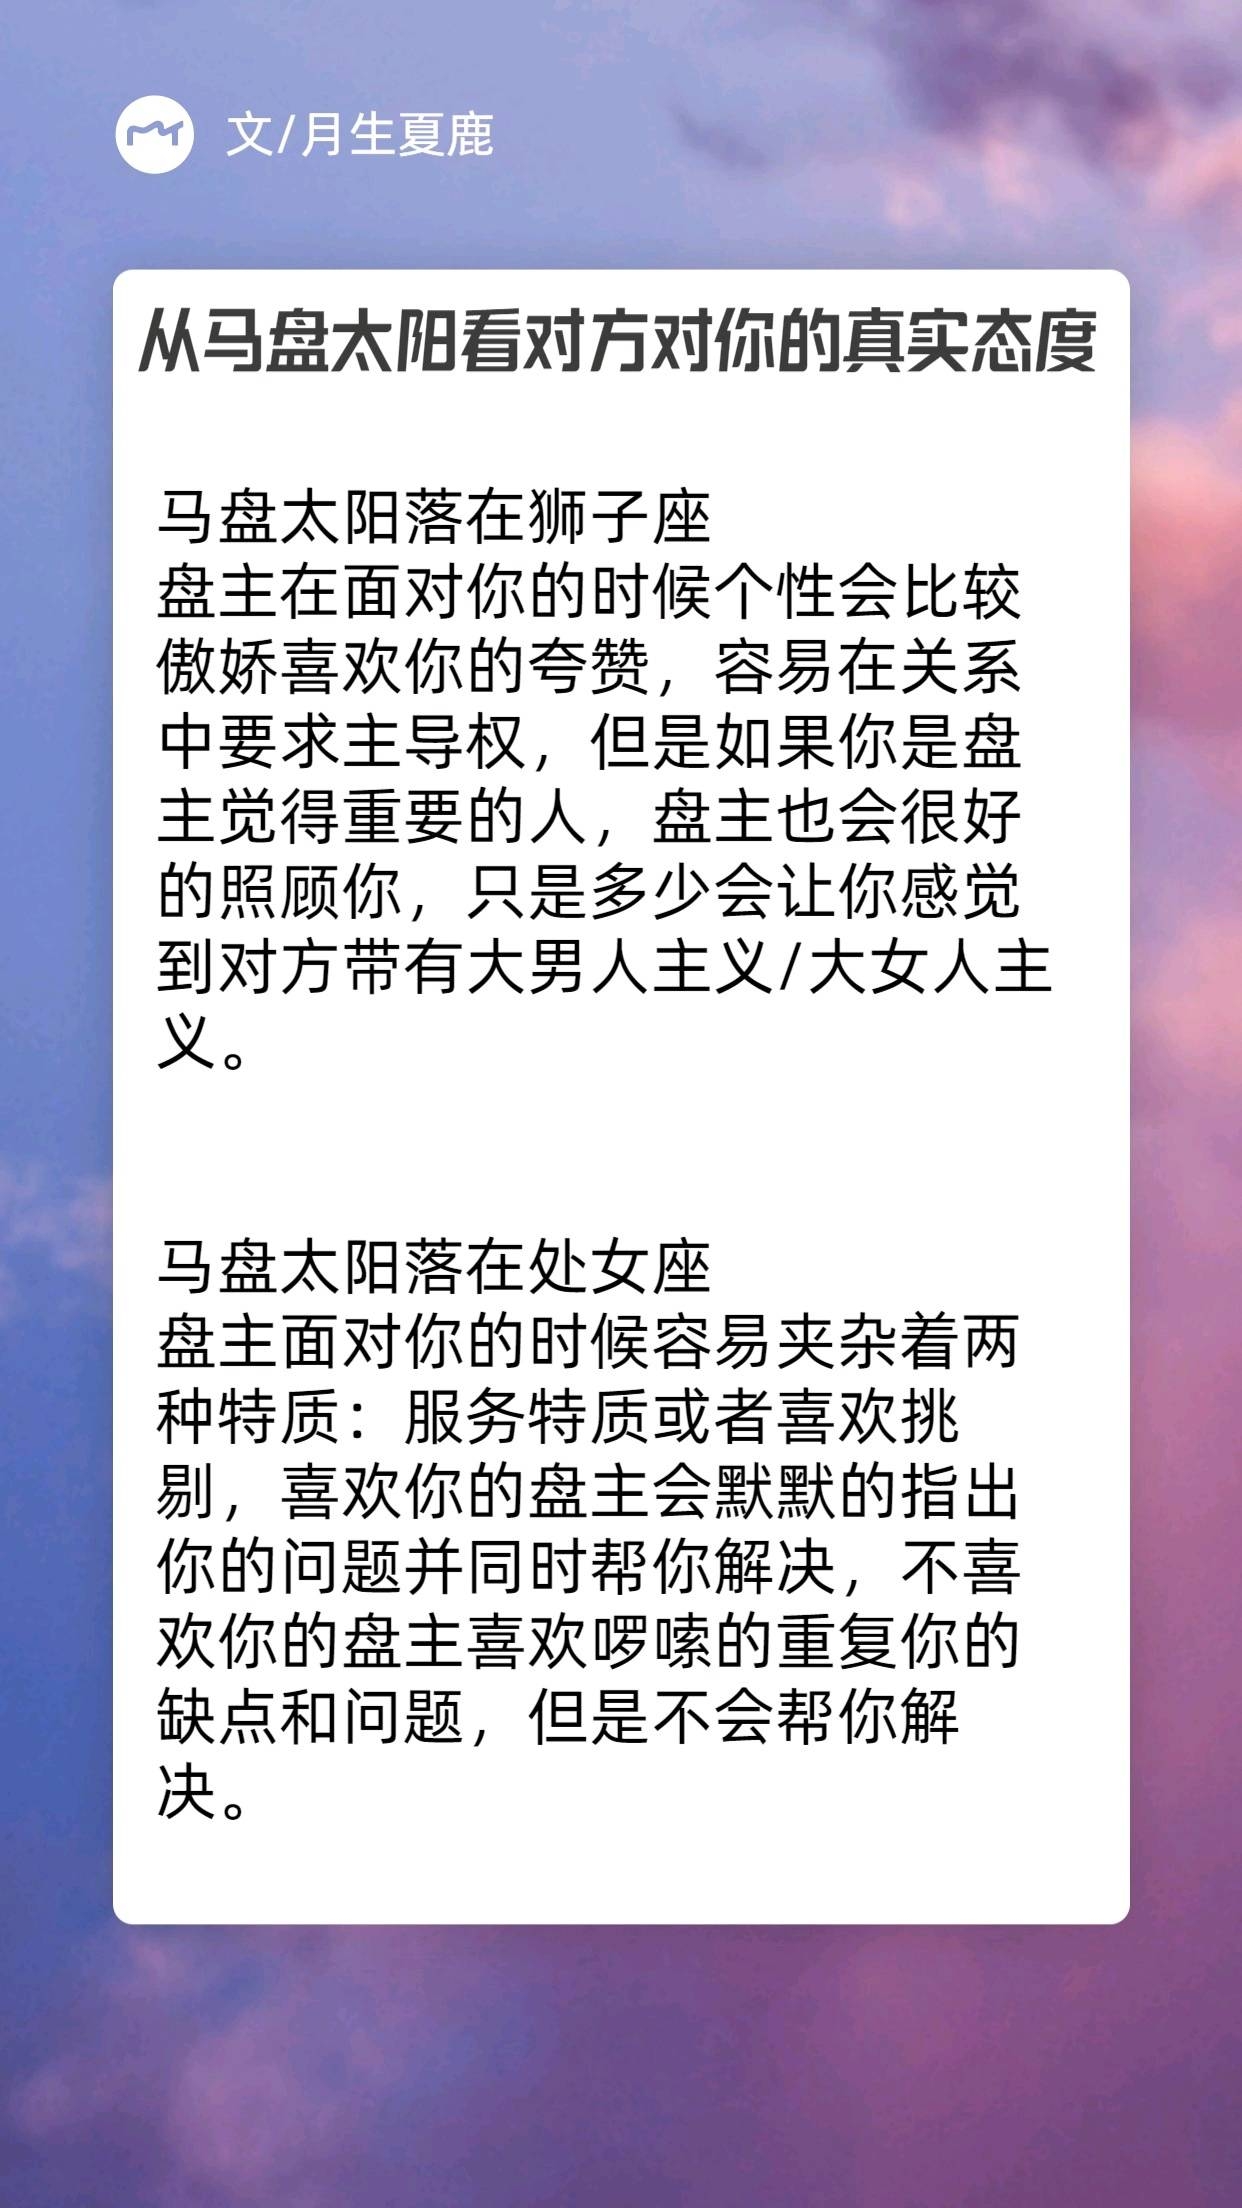 文/月生夏鹿
从马盘太阳看对方对你的真实态度
马盘太阳落在狮子座
盘主在面对你的时候个性会比较
傲娇喜欢你的夸赞，容易在关系
中要求主导权，但是如果你是盘
主觉得重要的人，盘主也会很好
的照顾你，只是多少会让你感觉
到对方带有大男人主义/大女人主
义。
马盘太阳落在处女座
盘主面对你的时候容易夹杂着两
种特质：服务特质或者喜欢挑
剔，喜欢你的盘主会默默的指出
你的问题并同时帮你解决，不喜
欢你的盘主喜欢啰嗦的重复你的
缺点和问题，但是不会帮你解
决。